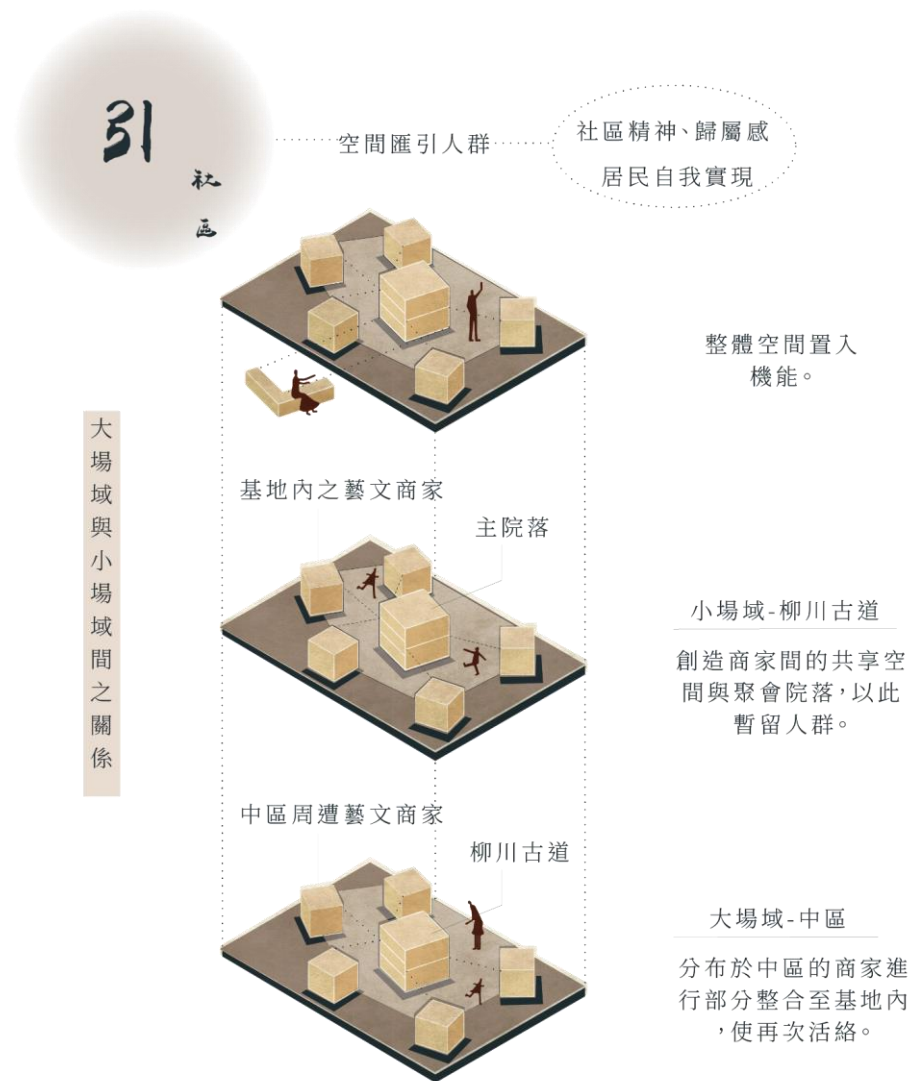 引
社
區
空間匯引人群
社區精神、歸屬感
居民自我實現
整體空間置入
機能。
大場域與小場域間之關係
基地內之藝文商家
主院落
小場域-柳川古道
創造商家間的共享空
間與聚會院落,以此
暫留人群。
中區周遭藝文商家
柳川古道
大場域-中區
分布於中區的商家進
行部分整合至基地內
,使再次活絡。